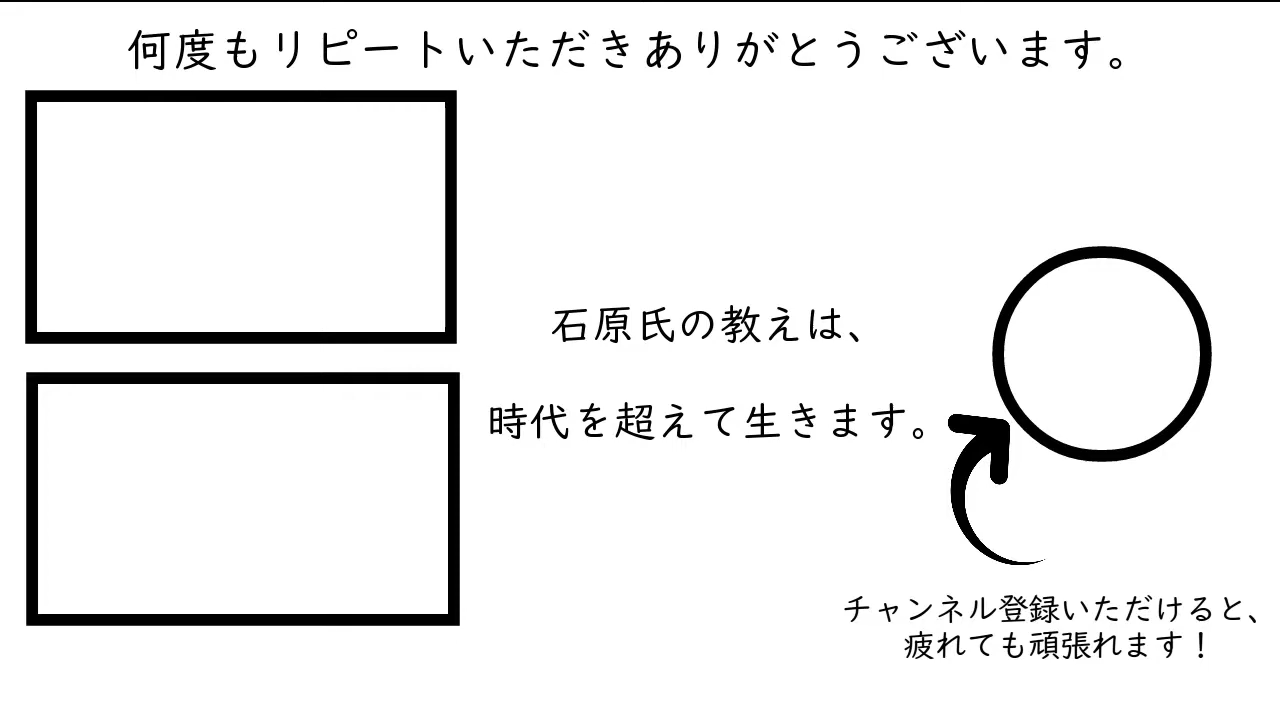 何度もリピートいただきありがとうございます。
石原氏の教えは、
時代を超えて生きます。
チャンネル登録いただけると、
疲れても頑張れます！